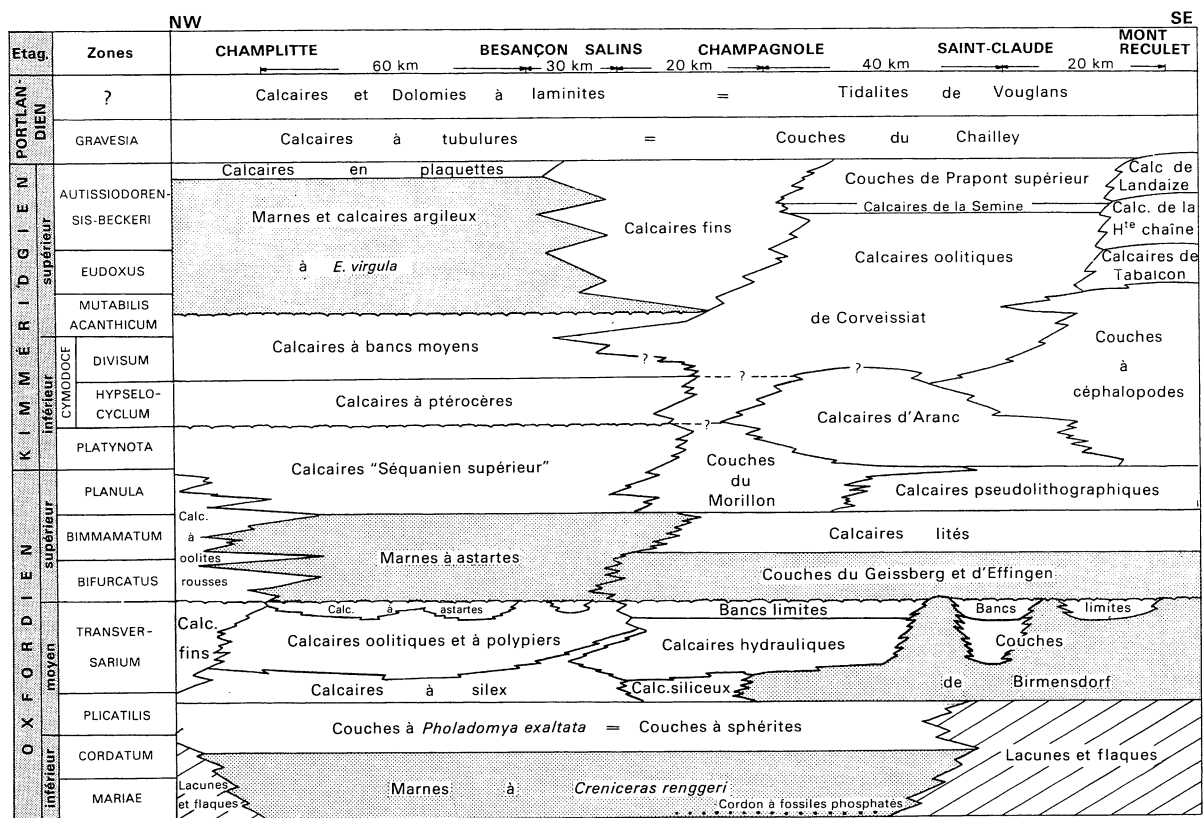 NW SE
Etag. Zones CHAMPLITTE BESANÇON SALINS CHAMPAGNOLE SAINT-CLAUDE MONT RECULET
60 km 30 km 20 km 40 km 20 km
PORTLANDIEN
?
Calcaires et Dolomies à laminites = Tidalites de Vouglans
GRAVESIA
Calcaires à tubulures = Couches du Chailley
KIMMÉRIDGIEN
supérieur
AUTISSIODOREN-
SIS-BECKERI
Calcaires en plaquettes
Marnes et calcaires argileux
à E. virgula
Calcaires fins
Couches de Prapont supérieur
Calcaires de la Semine
Calc de
Landaize
Calc. de la
Hte chaîne
EUDOXUS
Calcaires oolitiques
de Corveissiat
Calcaires de
Tabalcon
MUTABILIS
ACANTHICUM
inférieur
CYMODOCE
DIVISUM
Calcaires à bancs moyens
?
?
?
Couches
à
céphalopodes
HYPSELO-
CYCLUM
Calcaires à ptérocères
?
Calcaires d'Aranc
PLATYNOTA
Calcaires "Séquanien supérieur"
Couches
du
Morillon
OXFORDIEN
supérieur
PLANULA
Calcaires pseudolithographiques
BIMMAMATUM
Calc.
à
oolites
rousses
Marnes à astartes
Calcaires lités
BIFURCATUS
Couches du Geissberg et d'Effingen
moyen
TRANSVER-
SARIUM
Calc.
fins
Calc. à astartes
Calcaires oolitiques et à polypiers
Calcaires à silex
Bancs limites
Calcaires hydrauliques
Calc.siliceux
Bancs limites
Couches
de Birmensdorf
PLICATILIS
Couches à Pholadomya exaltata = Couches à sphérites
inférieur
CORDATUM
Lacunes et flaques
MARIAE
Lacunes
et flaques
Marnes à Creniceras renggeri
Cordon à fossiles phosphatés